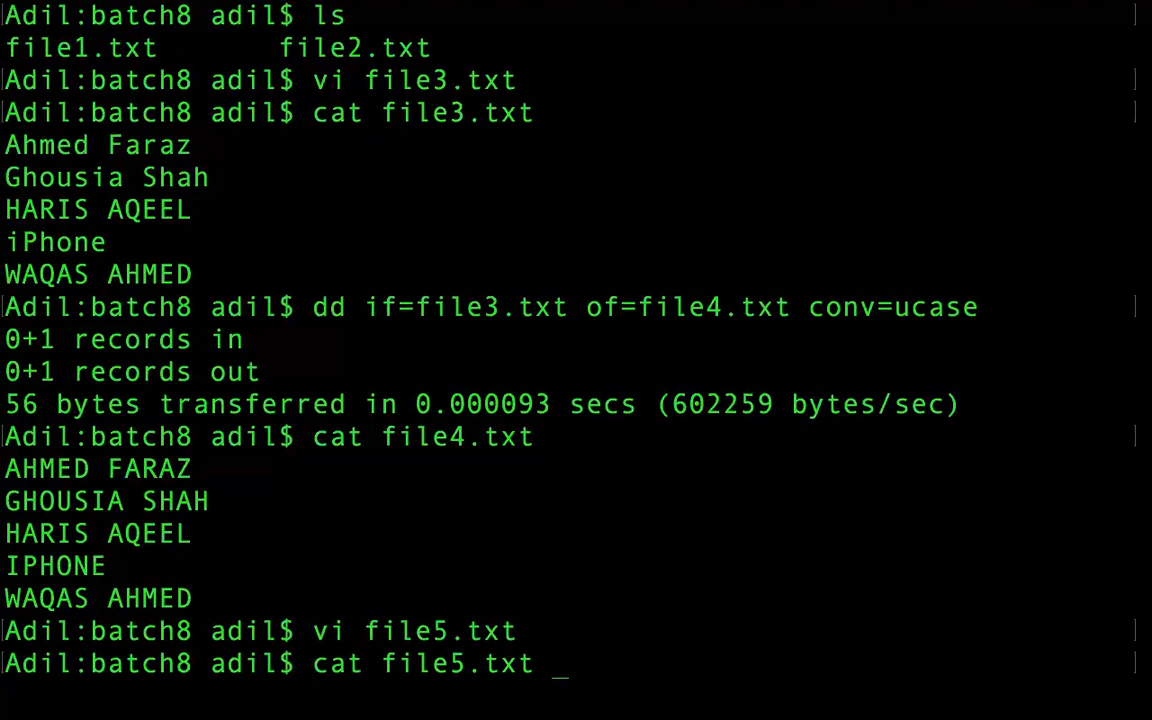 Adil:batch8 adil$ ls
file1.txt       file2.txt
Adil:batch8 adil$ vi file3.txt
Adil:batch8 adil$ cat file3.txt
Ahmed Faraz
Ghousia Shah
HARIS AQEEL
iPhone
WAQAS AHMED
Adil:batch8 adil$ dd if=file3.txt of=file4.txt conv=ucase
0+1 records in
0+1 records out
56 bytes transferred in 0.000093 secs (602259 bytes/sec)
Adil:batch8 adil$ cat file4.txt
AHMED FARAZ
GHOUSIA SHAH
HARIS AQEEL
IPHONE
WAQAS AHMED
Adil:batch8 adil$ vi file5.txt
Adil:batch8 adil$ cat file5.txt _